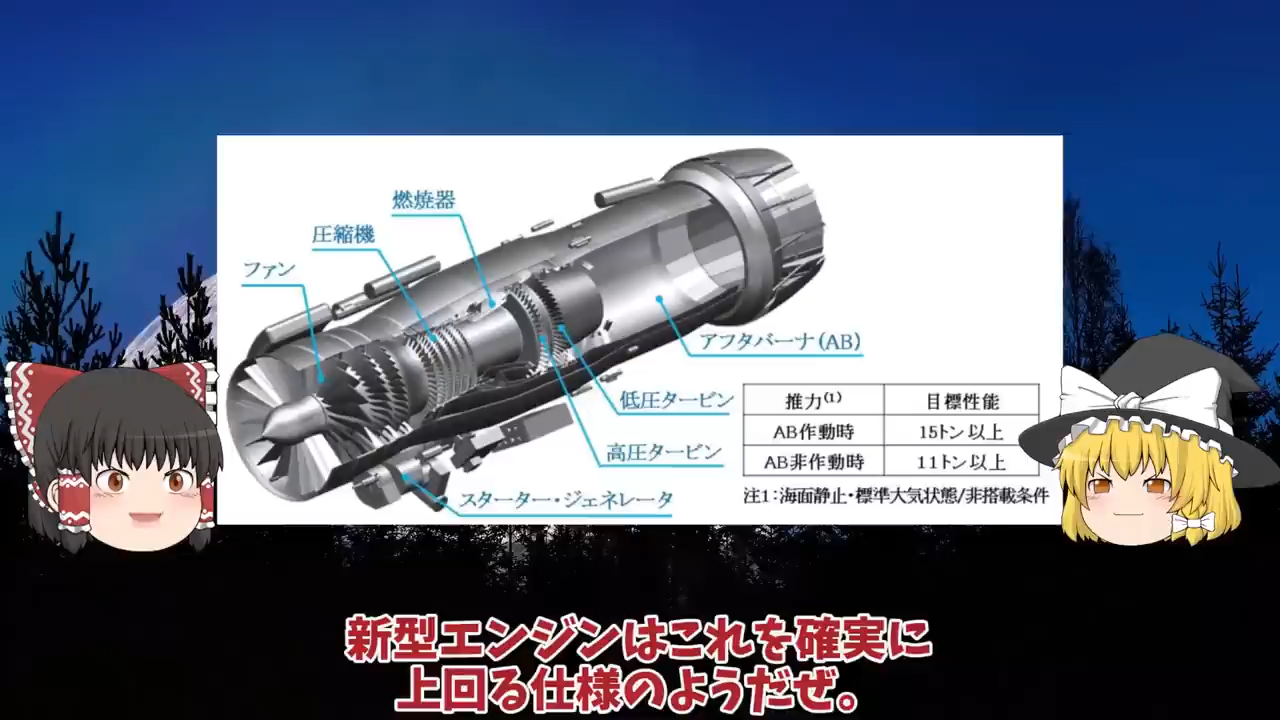 燃焼器
圧縮機
ファン
アフタバーナ(AB)
低圧タービン
高圧タービン
スターター・ジェネレータ
推力(1) 目標性能
AB作動時 15トン以上
AB非作動時 11トン以上
注1:海面静止・標準大気状態/非搭載条件
新型エンジンはこれを確実に
上回る仕様のようだぜ。